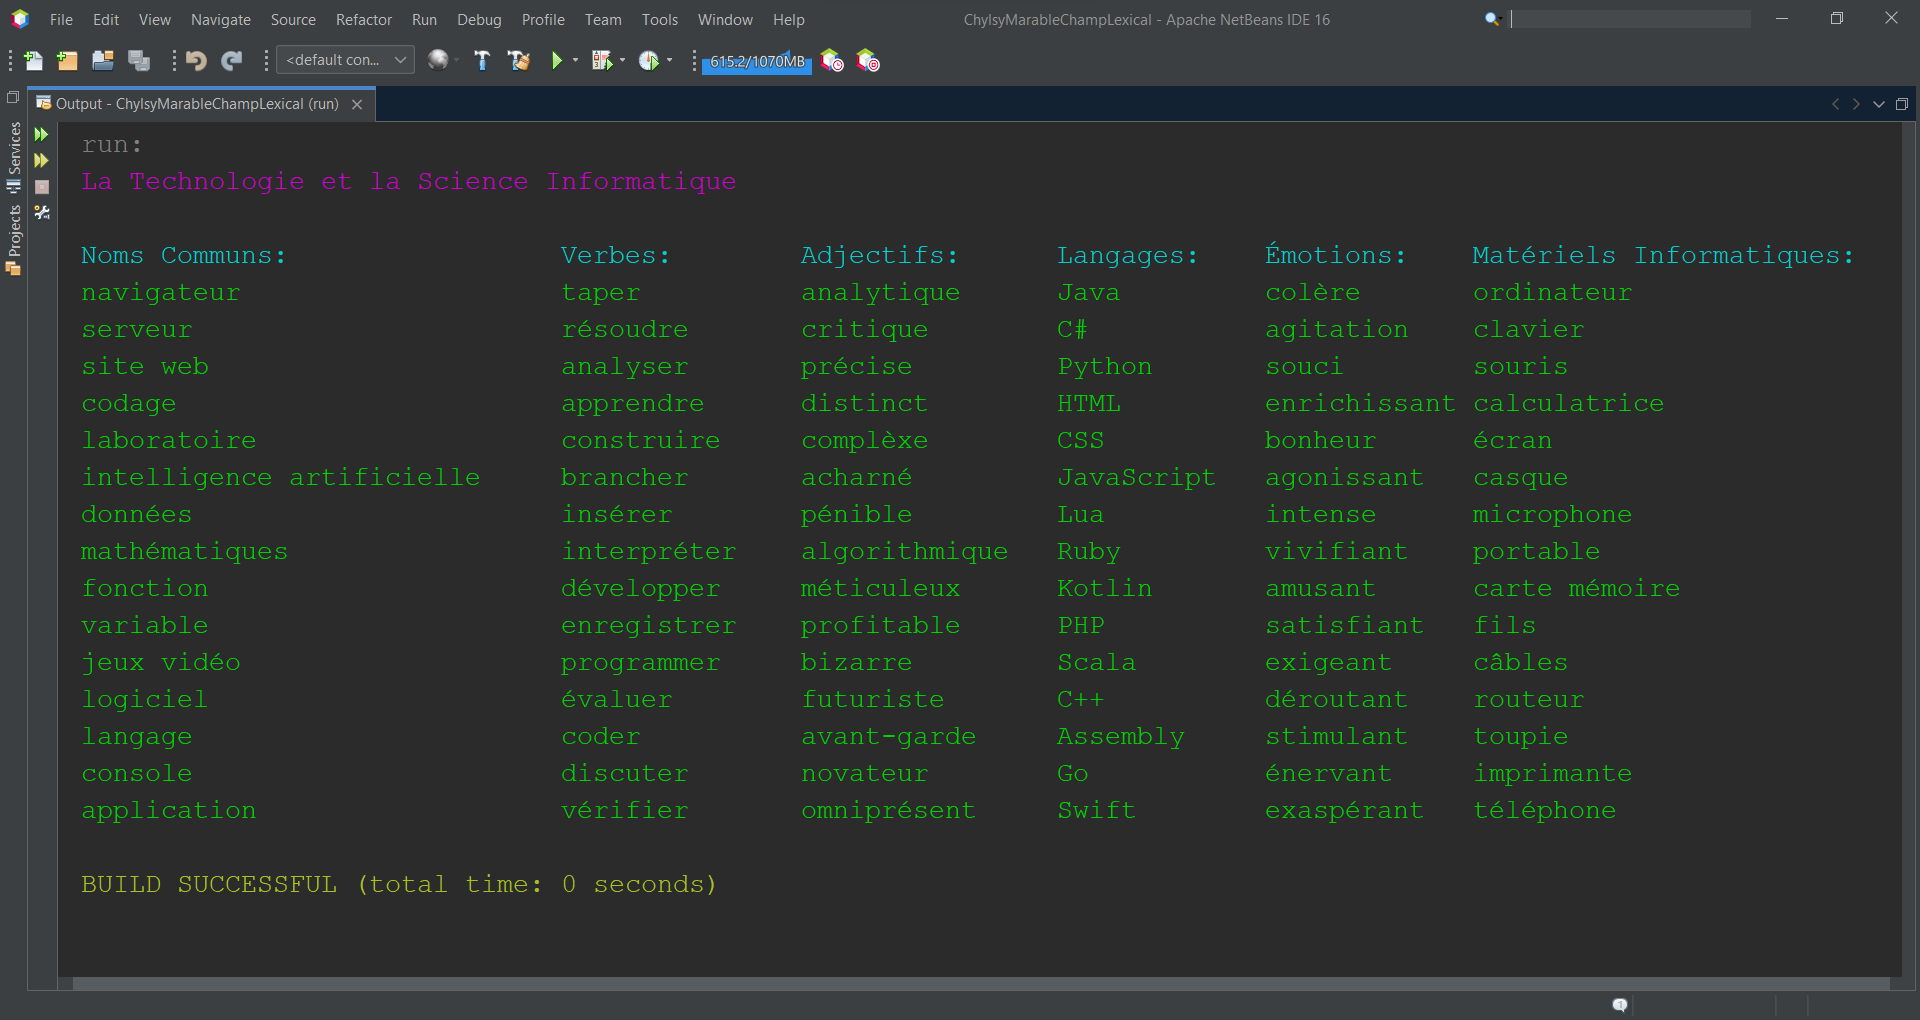 File Edit View Navigate Source Refactor Run Debug Profile Team Tools Window Help ChylsyMarableChampLexical - Apache NetBeans IDE 16
<default con... 615.2/1070MB
Output - ChylsyMarableChampLexical (run)
Services
Projects
run:
La Technologie et la Science Informatique
Noms Communs: Verbes: Adjectifs: Langages: Émotions: Matériels Informatiques:
navigateur taper analytique Java colère ordinateur
serveur résoudre critique C# agitation clavier
site web analyser précise Python souci souris
codage apprendre distinct HTML enrichissant calculatrice
laboratoire construire complèxe CSS bonheur écran
intelligence artificielle brancher acharné JavaScript agonissant casque
données insérer pénible Lua intense microphone
mathématiques interpréter algorithmique Ruby vivifiant portable
fonction développer méticuleux Kotlin amusant carte mémoire
variable enregistrer profitable PHP satisfiant fils
jeux vidéo programmer bizarre Scala exigeant câbles
logiciel évaluer futuriste C++ déroutant routeur
langage coder avant-garde Assembly stimulant toupie
console discuter novateur Go énervant imprimante
application vérifier omniprésent Swift exaspérant téléphone
BUILD SUCCESSFUL (total time: 0 seconds)
1